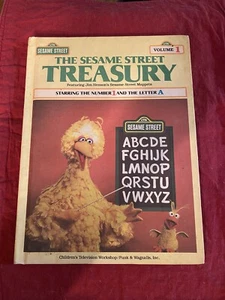 SESAME STREET
VOLUME 1
THE SESAME STREET
TREASURY
Featuring Jim Henson's Sesame Street Muppets
STARRING THE NUMBER 1 AND THE LETTER A
SESAME STREET
ABCDE
FGHIJK
LMNOP
QRSTU
VWXYZ
Children's Television Workshop/Funk & Wagnalls, Inc.